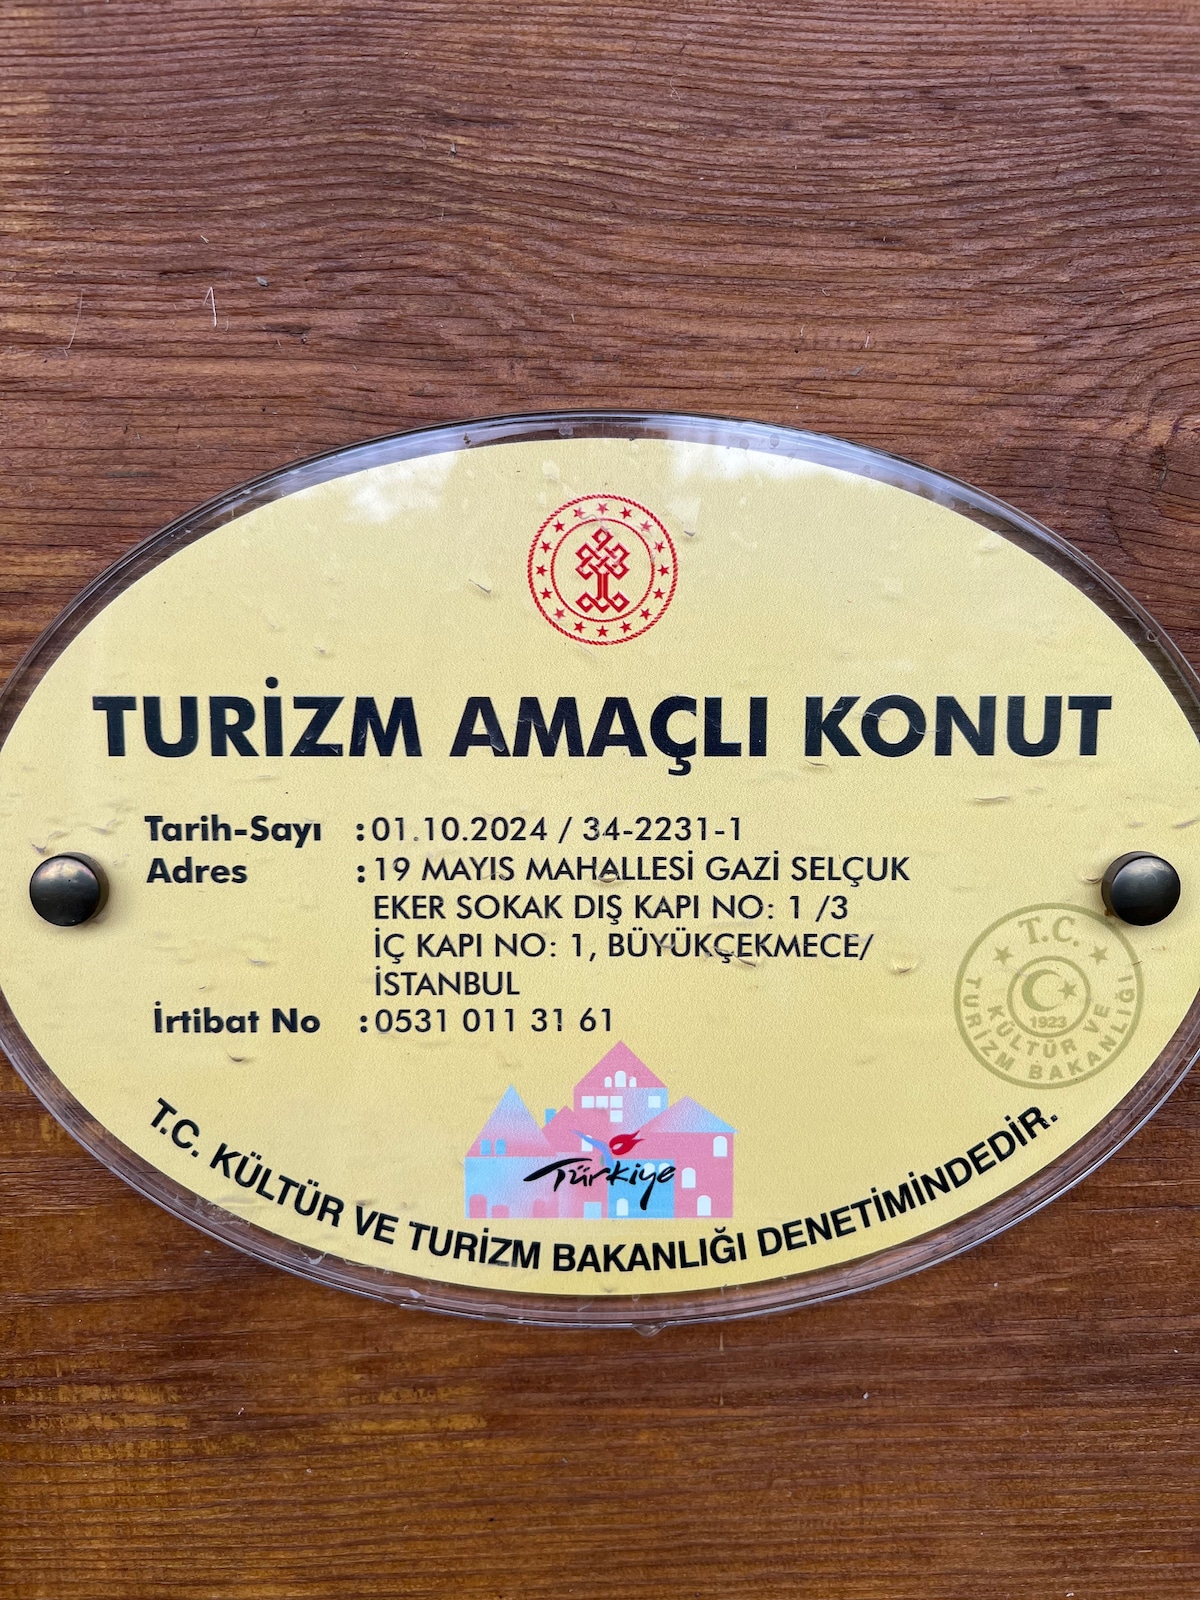 TURİZM AMAÇLI KONUT
Tarih-Sayı : 01.10.2024 / 34-2231-1
Adres : 19 MAYIS MAHALLESİ GAZİ SELÇUK
EKER SOKAK DIŞ KAPI NO: 1 /3
İÇ KAPI NO: 1, BÜYÜKÇEKMECE/
İSTANBUL
İrtibat No : 0531 011 31 61
T.C.
KÜLTÜR VE
TURİZM BAKANLIĞI
1923
Türkiye
T.C. KÜLTÜR VE TURİZM BAKANLIĞI DENETİMİNDEDİR.